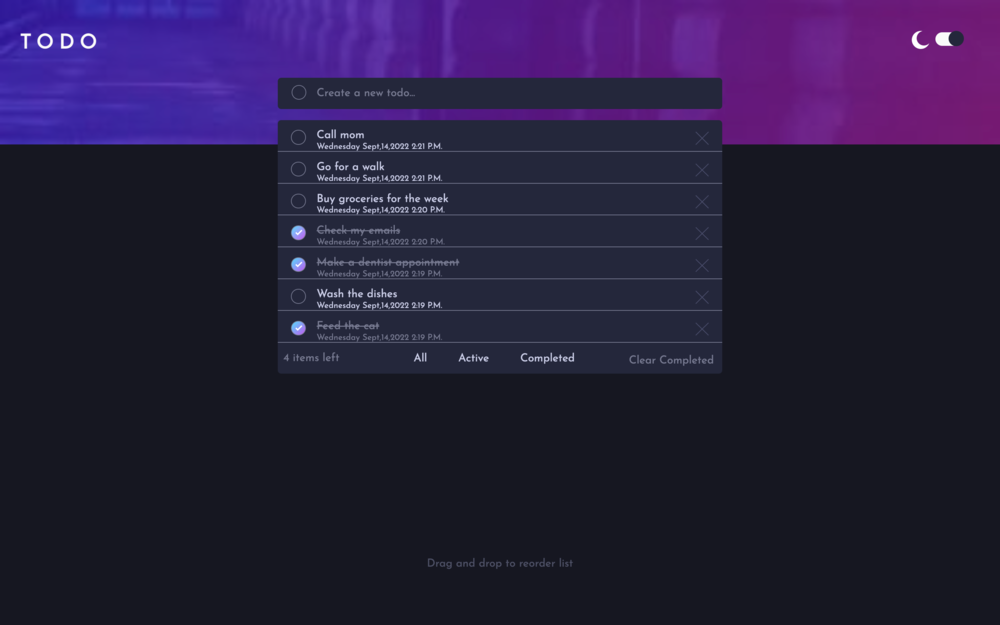 TODO
Create a new todo...
Call mom
Wednesday Sept,14,2022 2:21 P.M.
Go for a walk
Wednesday Sept,14,2022 2:21 P.M.
Buy groceries for the week
Wednesday Sept,14,2022 2:20 P.M.
Check my emails
Wednesday Sept,14,2022 2:20 P.M.
Make a dentist appointment
Wednesday Sept,14,2022 2:19 P.M.
Wash the dishes
Wednesday Sept,14,2022 2:19 P.M.
Feed the cat
Wednesday Sept,14,2022 2:19 P.M.
4 items left All Active Completed Clear Completed
Drag and drop to reorder list